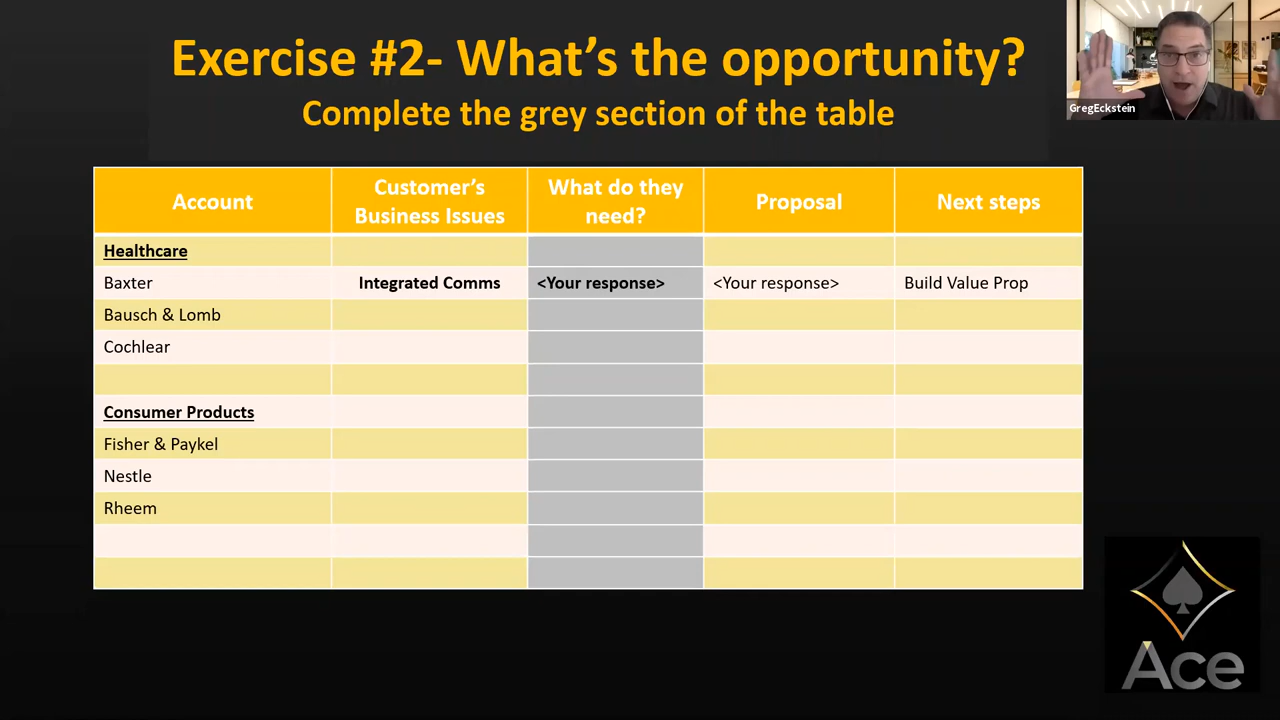 Exercise #2- What's the opportunity?
Complete the grey section of the table
GregEckstein
Account
Customer's Business Issues
What do they need?
Proposal
Next steps
Healthcare
Baxter
Integrated Comms
<Your response>
<Your response>
Build Value Prop
Bausch & Lomb
Cochlear
Consumer Products
Fisher & Paykel
Nestle
Rheem
Ace